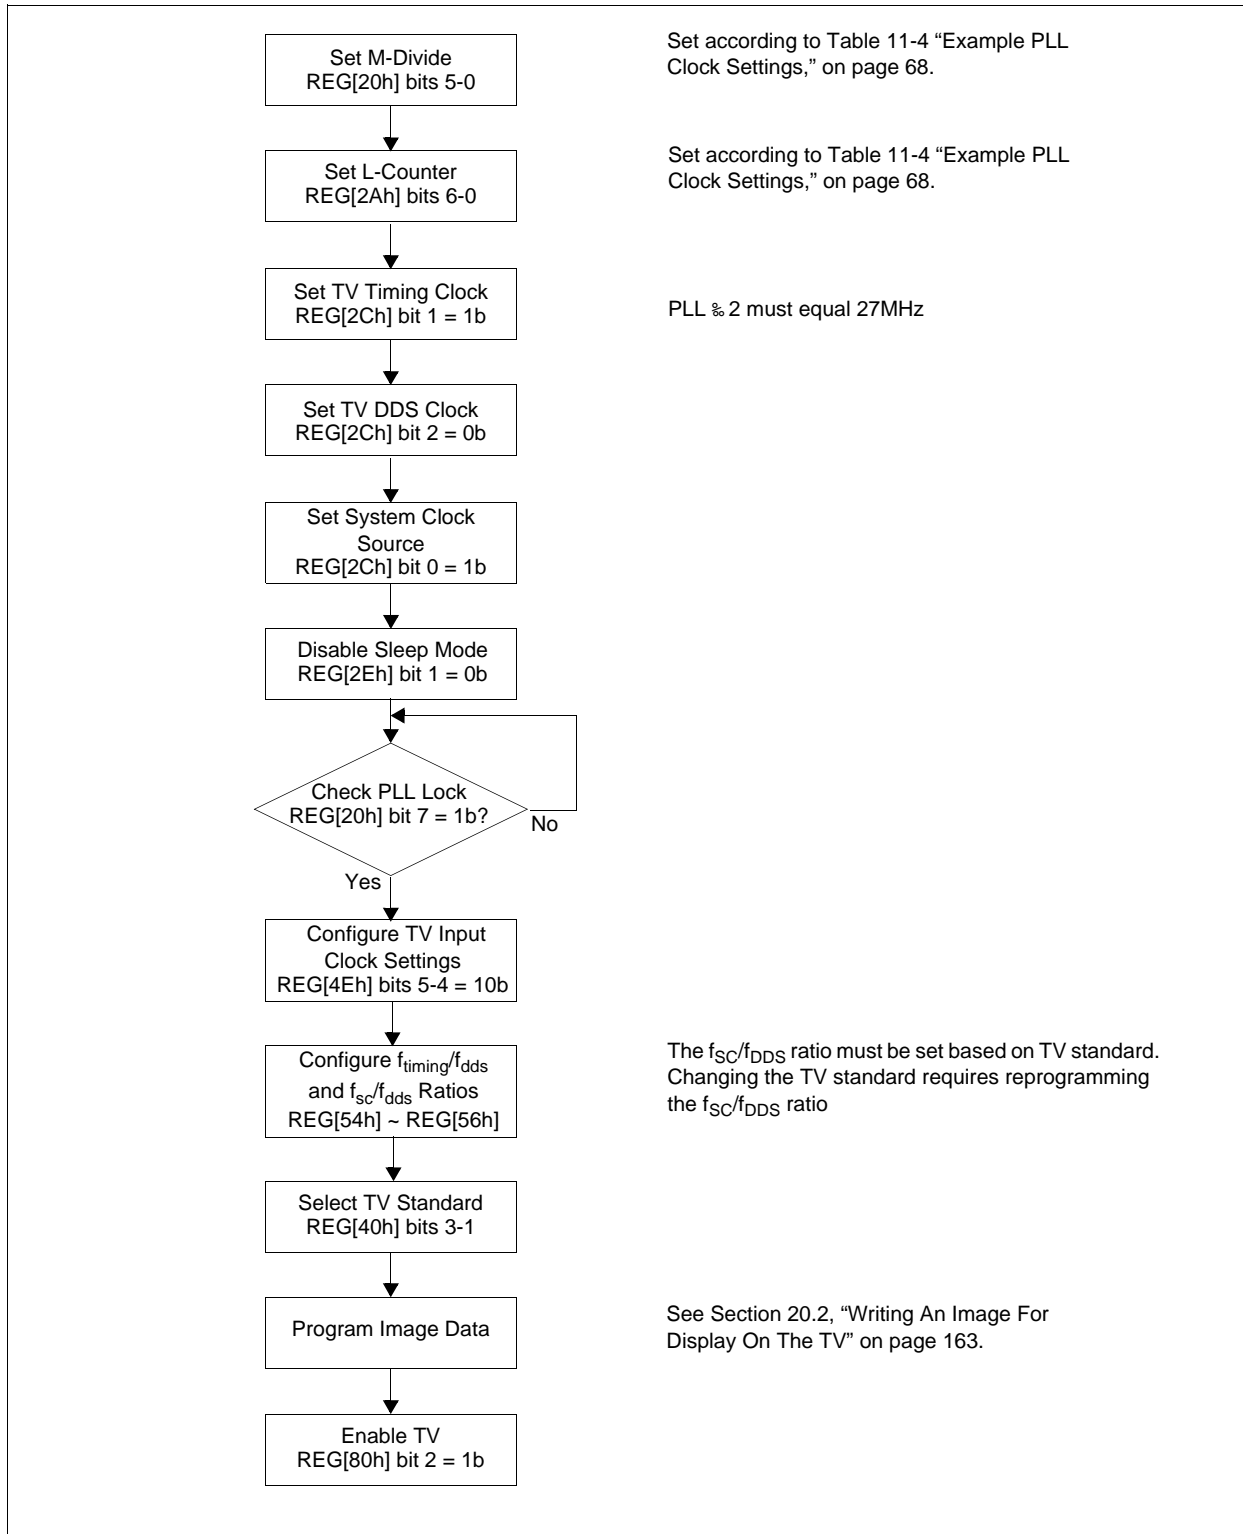 Set M-Divide
REG[20h] bits 5-0
Set according to Table 11-4 “Example PLL
Clock Settings,” on page 68.
Set L-Counter
REG[2Ah] bits 6-0
Set according to Table 11-4 “Example PLL
Clock Settings,” on page 68.
Set TV Timing Clock
REG[2Ch] bit 1 = 1b
PLL ‰ 2 must equal 27MHz
Set TV DDS Clock
REG[2Ch] bit 2 = 0b
Set System Clock
Source
REG[2Ch] bit 0 = 1b
Disable Sleep Mode
REG[2Eh] bit 1 = 0b
Check PLL Lock
REG[20h] bit 7 = 1b?
No
Yes
Configure TV Input
Clock Settings
REG[4Eh] bits 5-4 = 10b
Configure ftiming/fdds
and fsc/fdds Ratios
REG[54h] ~ REG[56h]
The fSC/fDDS ratio must be set based on TV standard.
Changing the TV standard requires reprogramming
the fSC/fDDS ratio
Select TV Standard
REG[40h] bits 3-1
Program Image Data
See Section 20.2, “Writing An Image For
Display On The TV” on page 163.
Enable TV
REG[80h] bit 2 = 1b